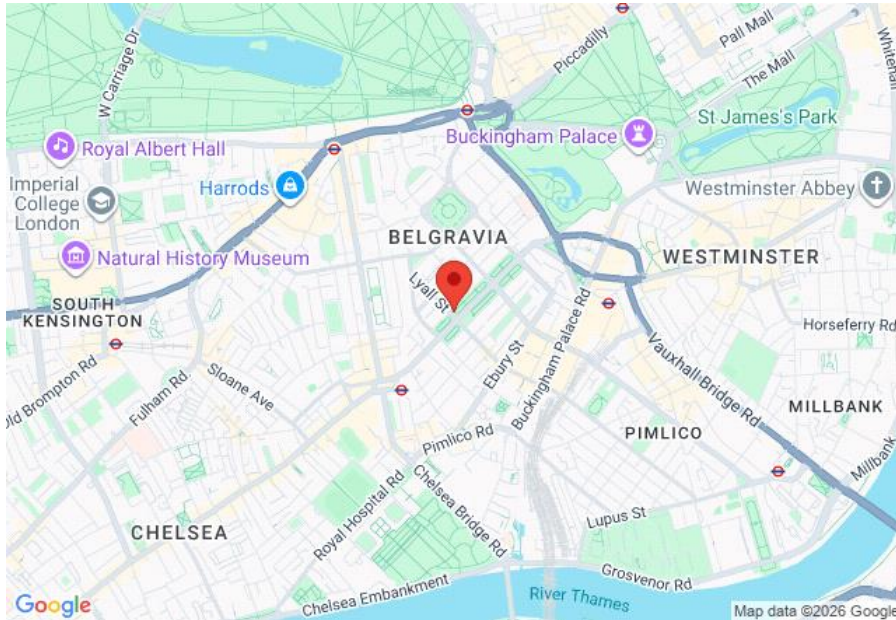 Pall Mall
Piccadilly
Whitehall
W Carriage Dr
The Mall
St James's Park
Buckingham Palace
Royal Albert Hall
Harrods
Imperial
College
London
Westminster Abbey
BELGRAVIA
Natural History Museum
WESTMINSTER
Lyall St
SOUTH
KENSINGTON
Buckingham Palace Rd
Horseferry Rd
Ebury St
Old Brompton Rd
Fulham Rd.
Sloane Ave
Vauxhall Bridge Rd
MILLBANK
PIMLICO
Pimlico Rd
Millbank
Royal Hospital Rd
Chelsea Bridge Rd
Lupus St
CHELSEA
Grosvenor Rd
Chelsea Embankment
River Thames
Google
Map data ©2026 Google